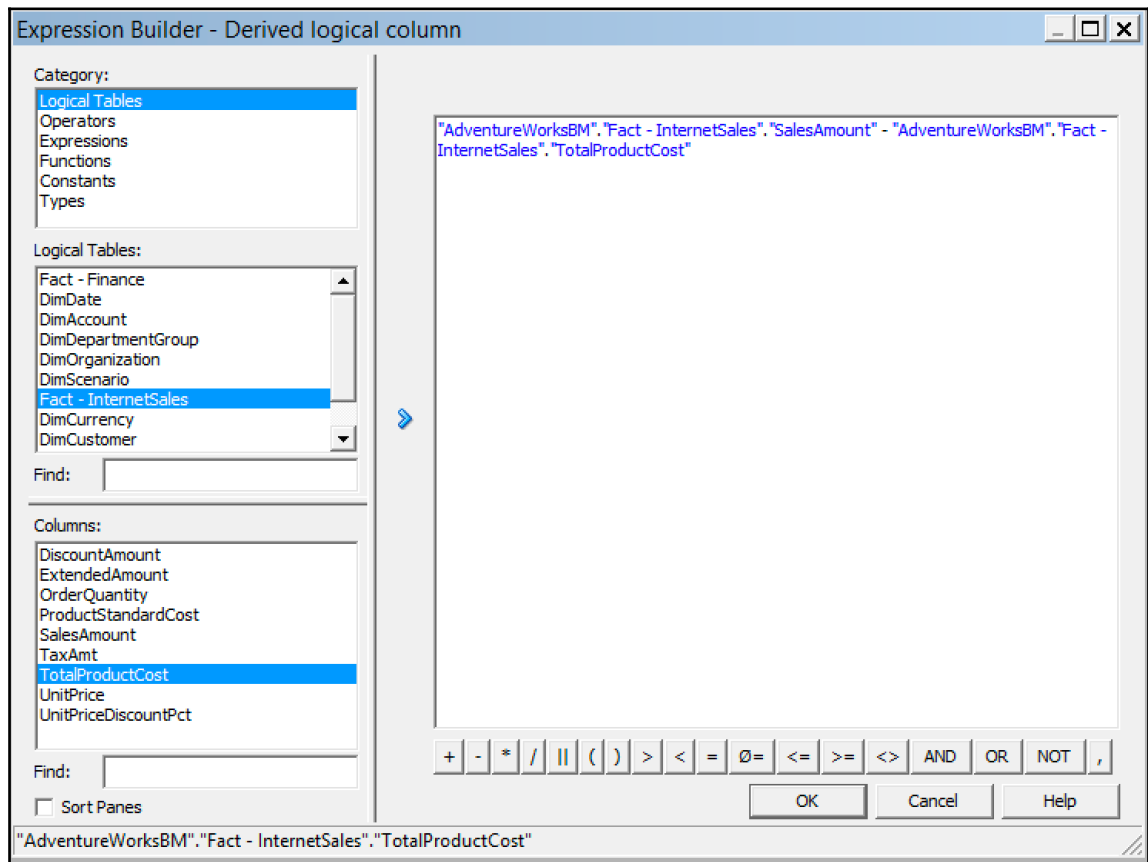 Expression Builder - Derived logical column
Category:
Logical Tables
Operators
Expressions
Functions
Constants
Types
Logical Tables:
Fact - Finance
DimDate
DimAccount
DimDepartmentGroup
DimOrganization
DimScenario
Fact - InternetSales
DimCurrency
DimCustomer
Find:
Columns:
DiscountAmount
ExtendedAmount
OrderQuantity
ProductStandardCost
SalesAmount
TaxAmt
TotalProductCost
UnitPrice
UnitPriceDiscountPct
Find:
Sort Panes
"AdventureWorksBM"."Fact - InternetSales"."SalesAmount" - "AdventureWorksBM"."Fact -
InternetSales"."TotalProductCost"
+ - * / || ( ) > < = Ø= <= >= <> AND OR NOT ,
OK Cancel Help
"AdventureWorksBM"."Fact - InternetSales"."TotalProductCost"